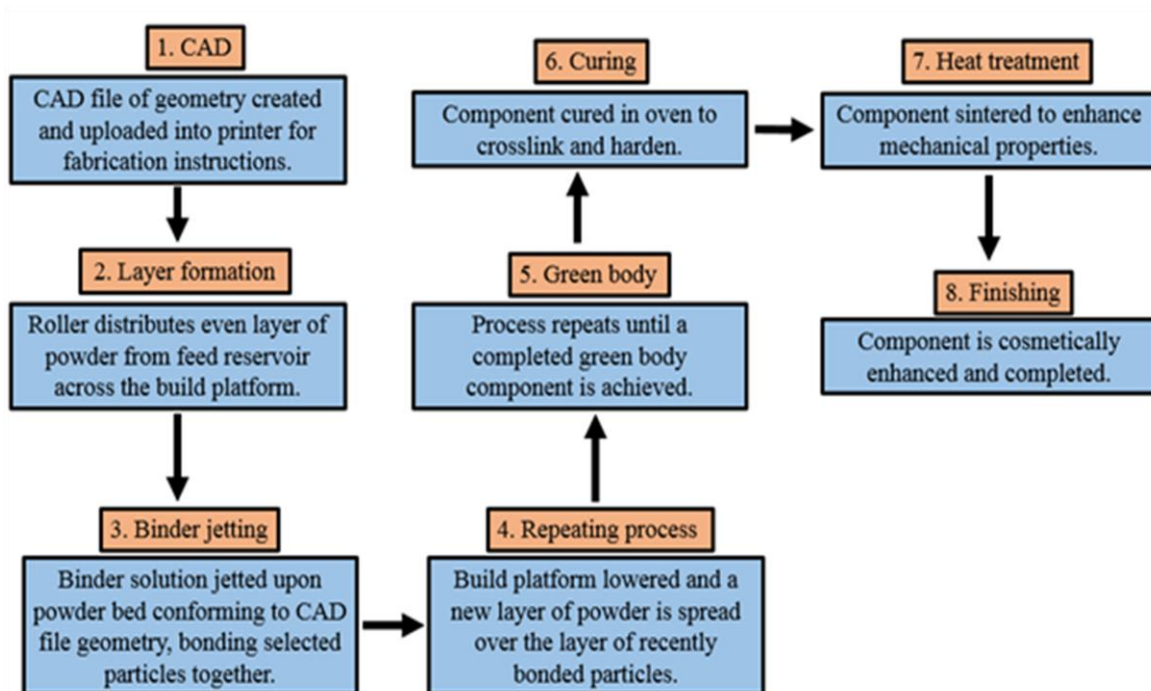 1. CAD
CAD file of geometry created
and uploaded into printer for
fabrication instructions.
2. Layer formation
Roller distributes even layer of
powder from feed reservoir
across the build platform.
3. Binder jetting
Binder solution jetted upon
powder bed conforming to CAD
file geometry, bonding selected
particles together.
4. Repeating process
Build platform lowered and a
new layer of powder is spread
over the layer of recently
bonded particles.
5. Green body
Process repeats until a
completed green body
component is achieved.
6. Curing
Component cured in oven to
crosslink and harden.
7. Heat treatment
Component sintered to enhance
mechanical properties.
8. Finishing
Component is cosmetically
enhanced and completed.